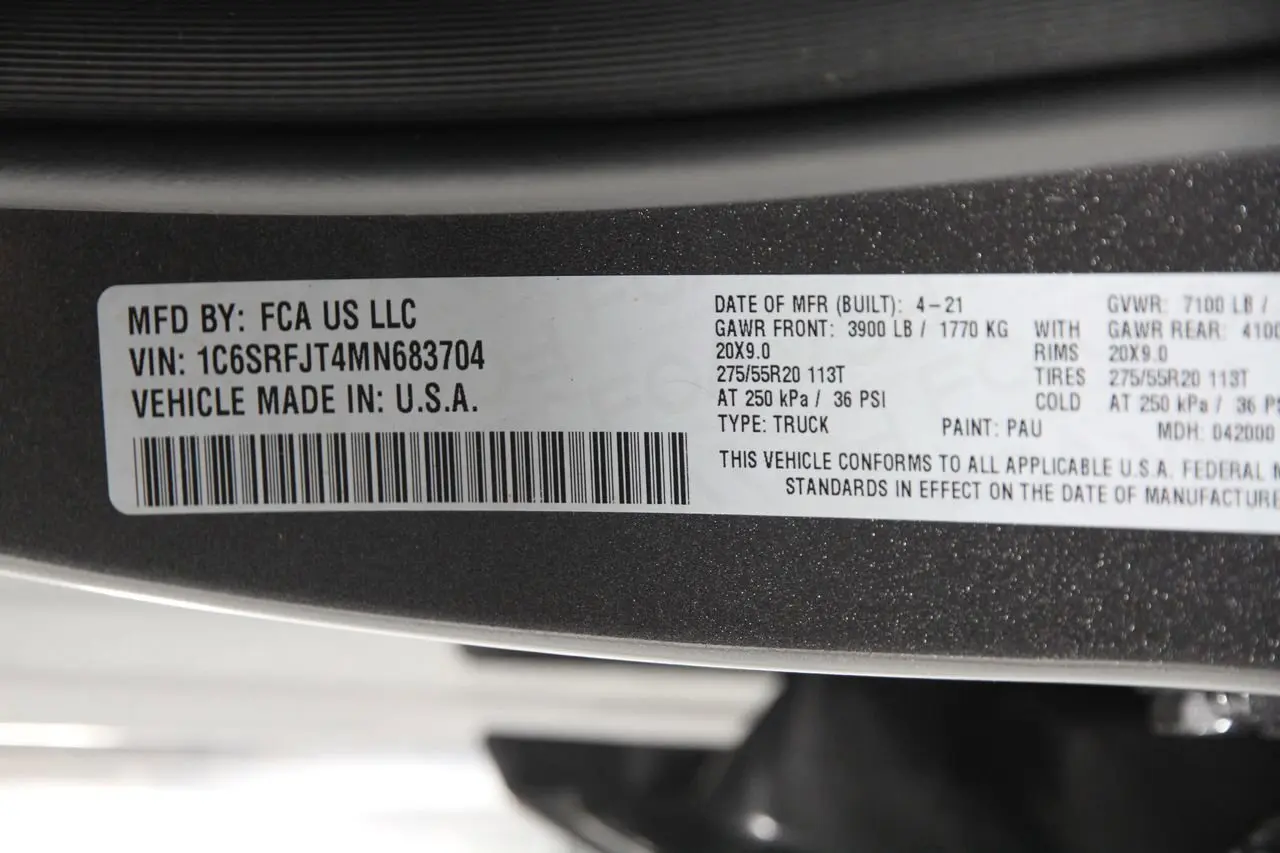 MFD BY: FCA US LLC
VIN: 1C6SRFJT4MN683704
VEHICLE MADE IN: U.S.A.
DATE OF MFR (BUILT): 4-21 GVWR: 7100 LB /
GAWR FRONT: 3900 LB / 1770 KG WITH GAWR REAR: 4100
20X9.0 RIMS 20X9.0
275/55R20 113T TIRES 275/55R20 113T
AT 250 kPa / 36 PSI COLD AT 250 kPa / 36 PS
TYPE: TRUCK PAINT: PAU MDH: 042000
THIS VEHICLE CONFORMS TO ALL APPLICABLE U.S.A. FEDERAL
STANDARDS IN EFFECT ON THE DATE OF MANUFACTURE